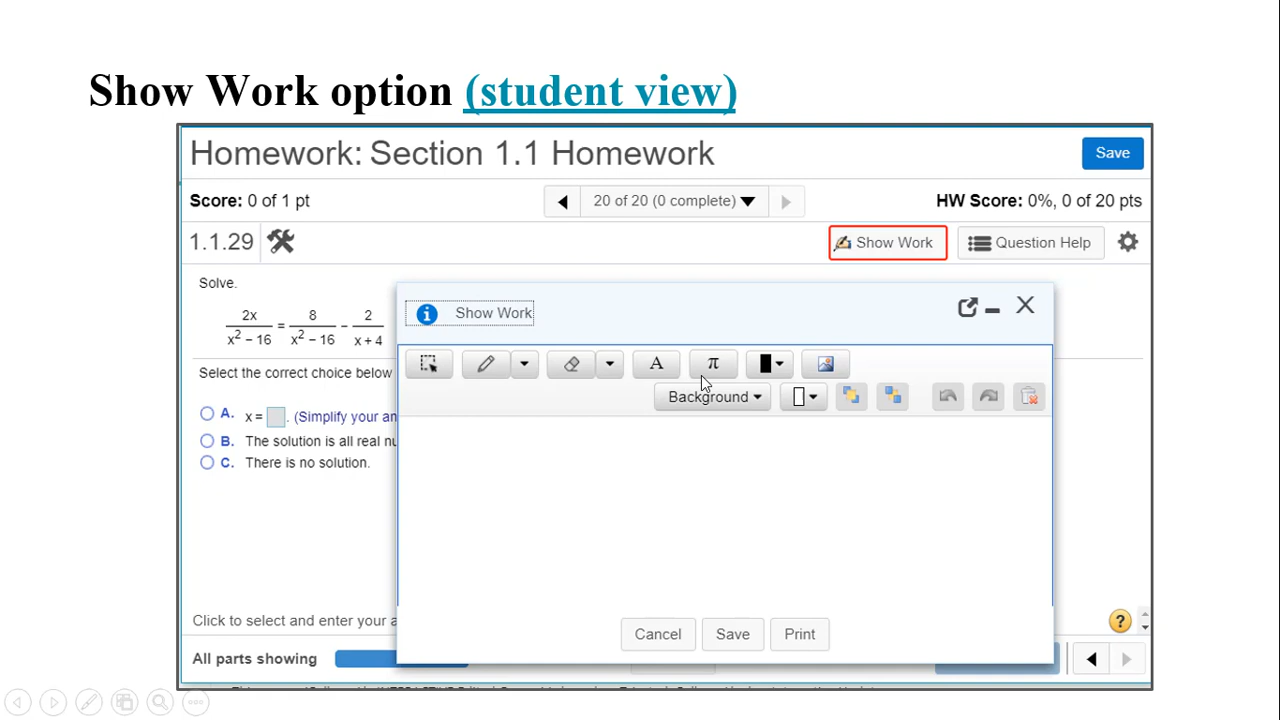 Show Work option (student view)
Homework: Section 1.1 Homework
Save
Score: 0 of 1 pt
20 of 20 (0 complete)
HW Score: 0%, 0 of 20 pts
1.1.29
Show Work
Question Help
Solve.
2x / x² − 16 = 8 / x² − 16 − 2 / x + 4
Select the correct choice below
A. x = . (Simplify your an
B. The solution is all real nu
C. There is no solution.
Show Work
A
π
Background
Cancel
Save
Print
Click to select and enter your a
?
All parts showing